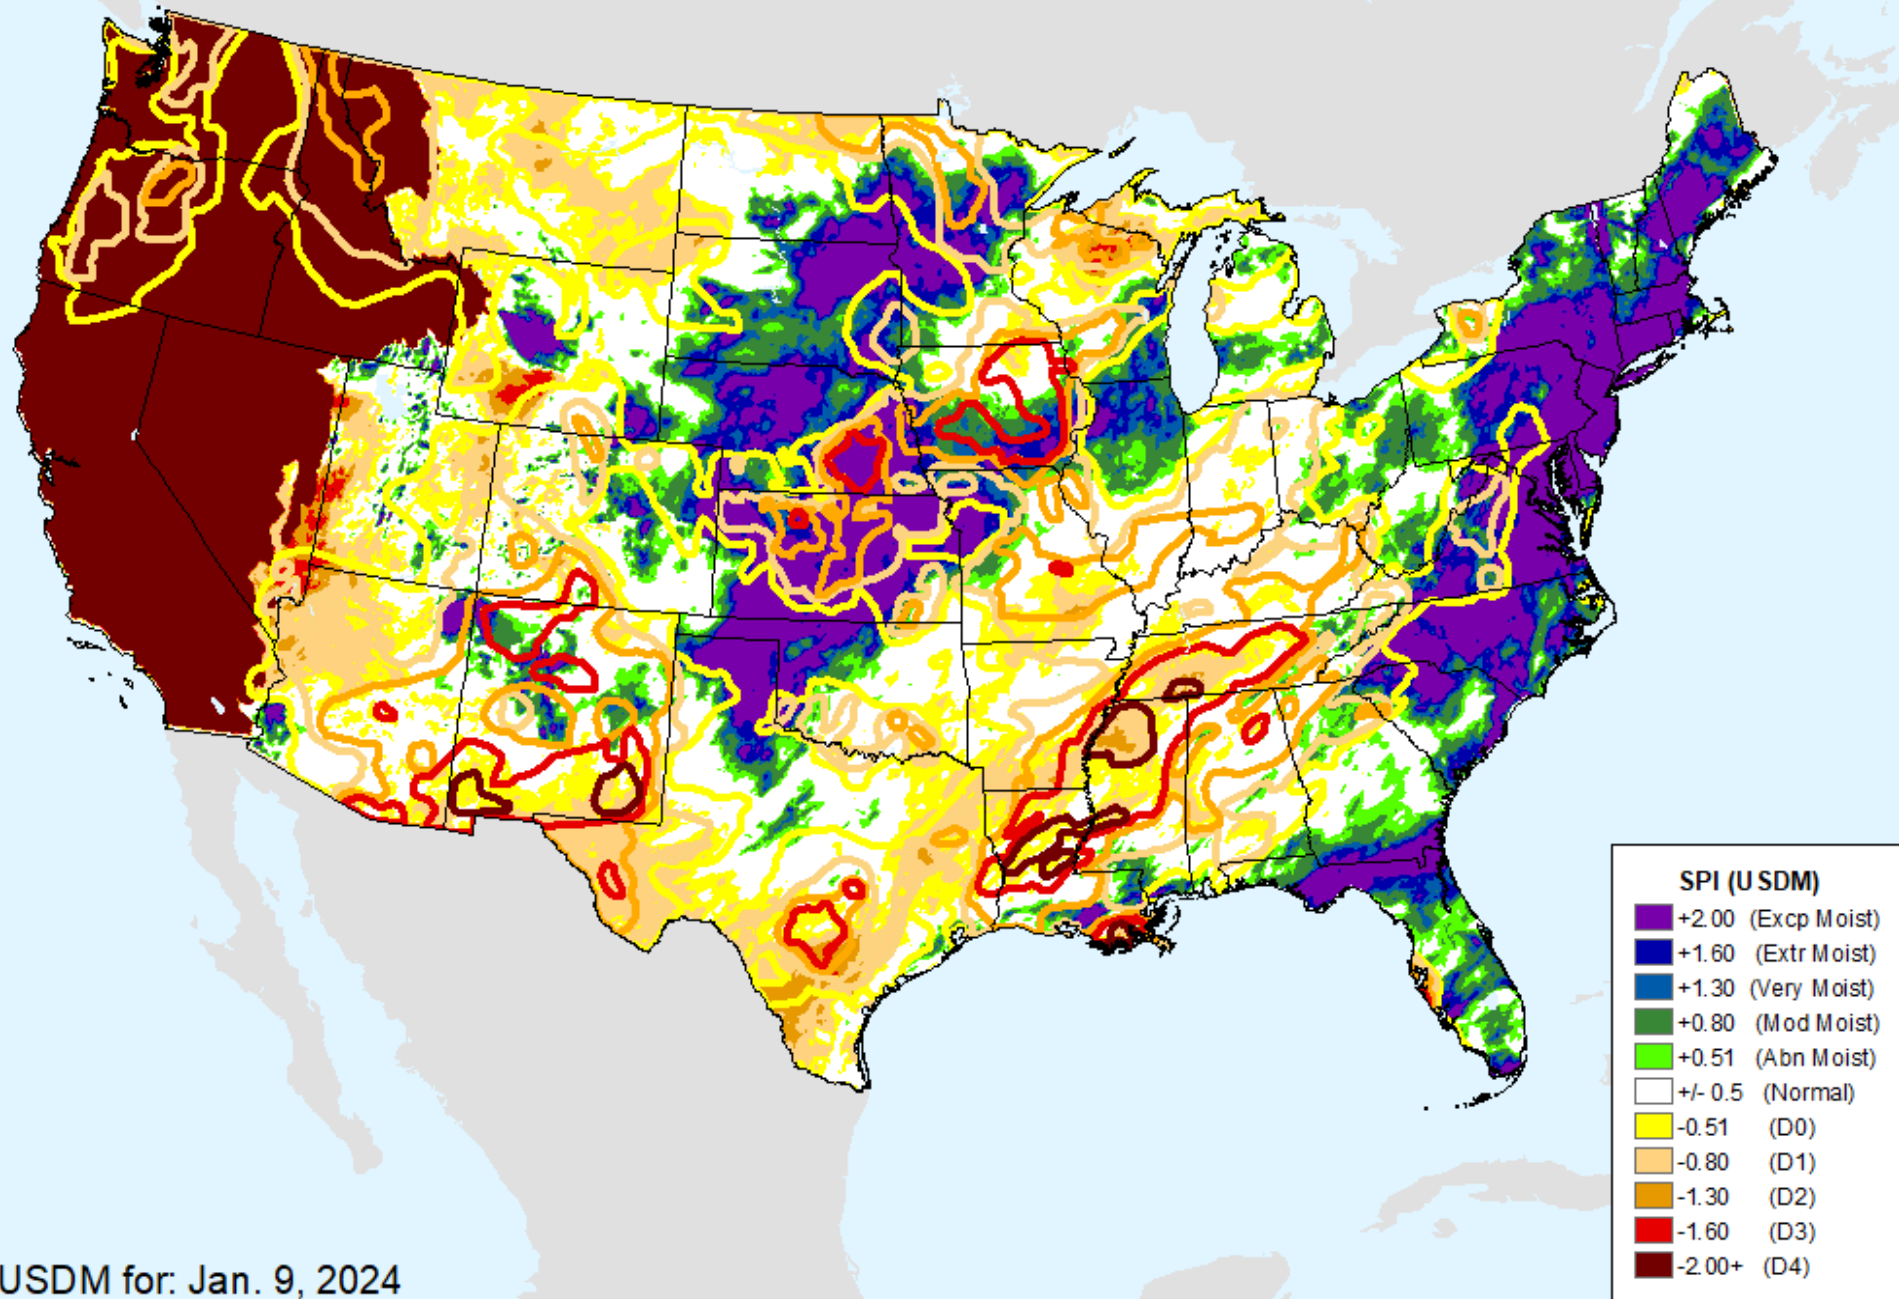 SPI (USDM)
+2.00 (Excp Moist)
+1.60 (Extr Moist)
+1.30 (Very Moist)
+0.80 (Mod Moist)
+0.51 (Abn Moist)
+/- 0.5 (Normal)
-0.51 (D0)
-0.80 (D1)
-1.30 (D2)
-1.60 (D3)
-2.00+ (D4)
USDM for: Jan. 9, 2024